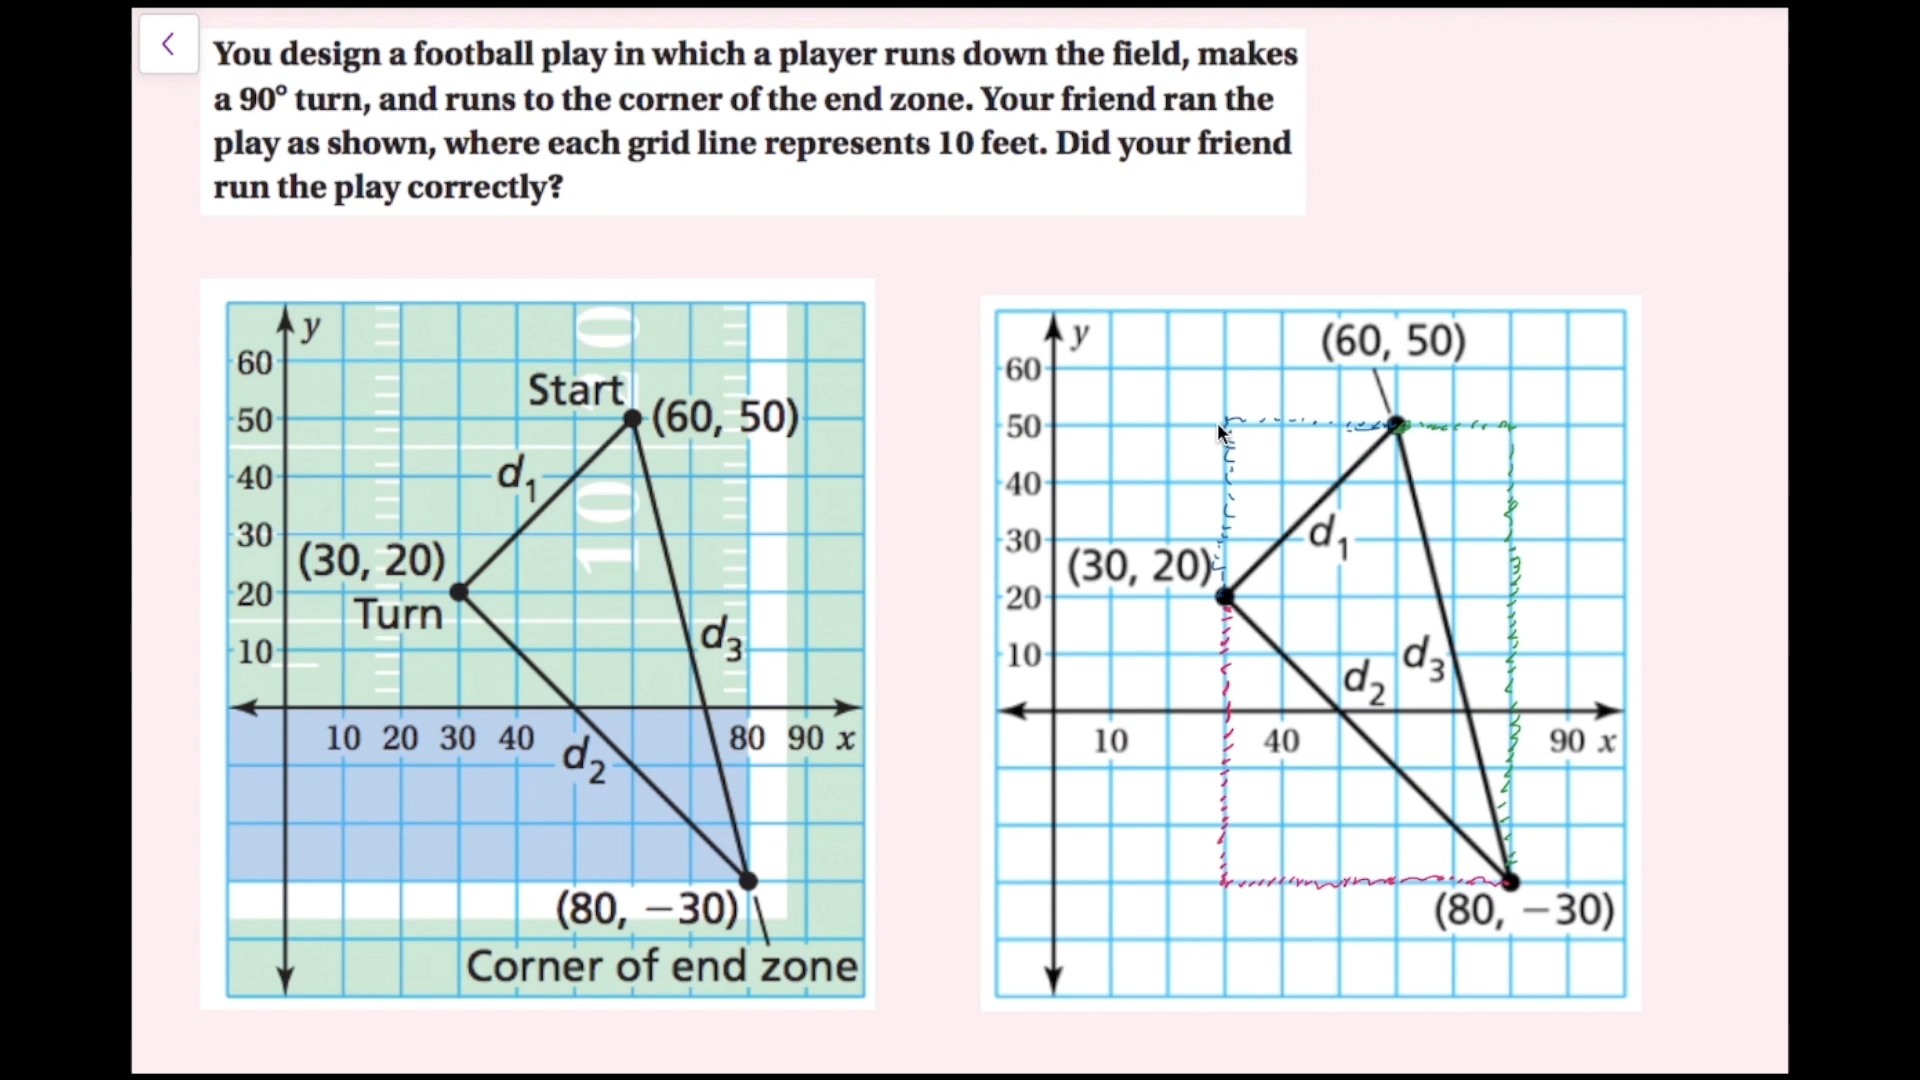 You design a football play in which a player runs down the field, makes
a 90° turn, and runs to the corner of the end zone. Your friend ran the
play as shown, where each grid line represents 10 feet. Did your friend
run the play correctly?
y
60
50
40
30
20
10
Start
(60, 50)
d1
(30, 20)
Turn
d3
10 20 30 40 80 90 x
d2
(80, −30)
Corner of end zone
1 0
2 0
y
(60, 50)
60
50
40
30
20
10
d1
(30, 20)
d2
d3
10 40 90 x
(80, −30)